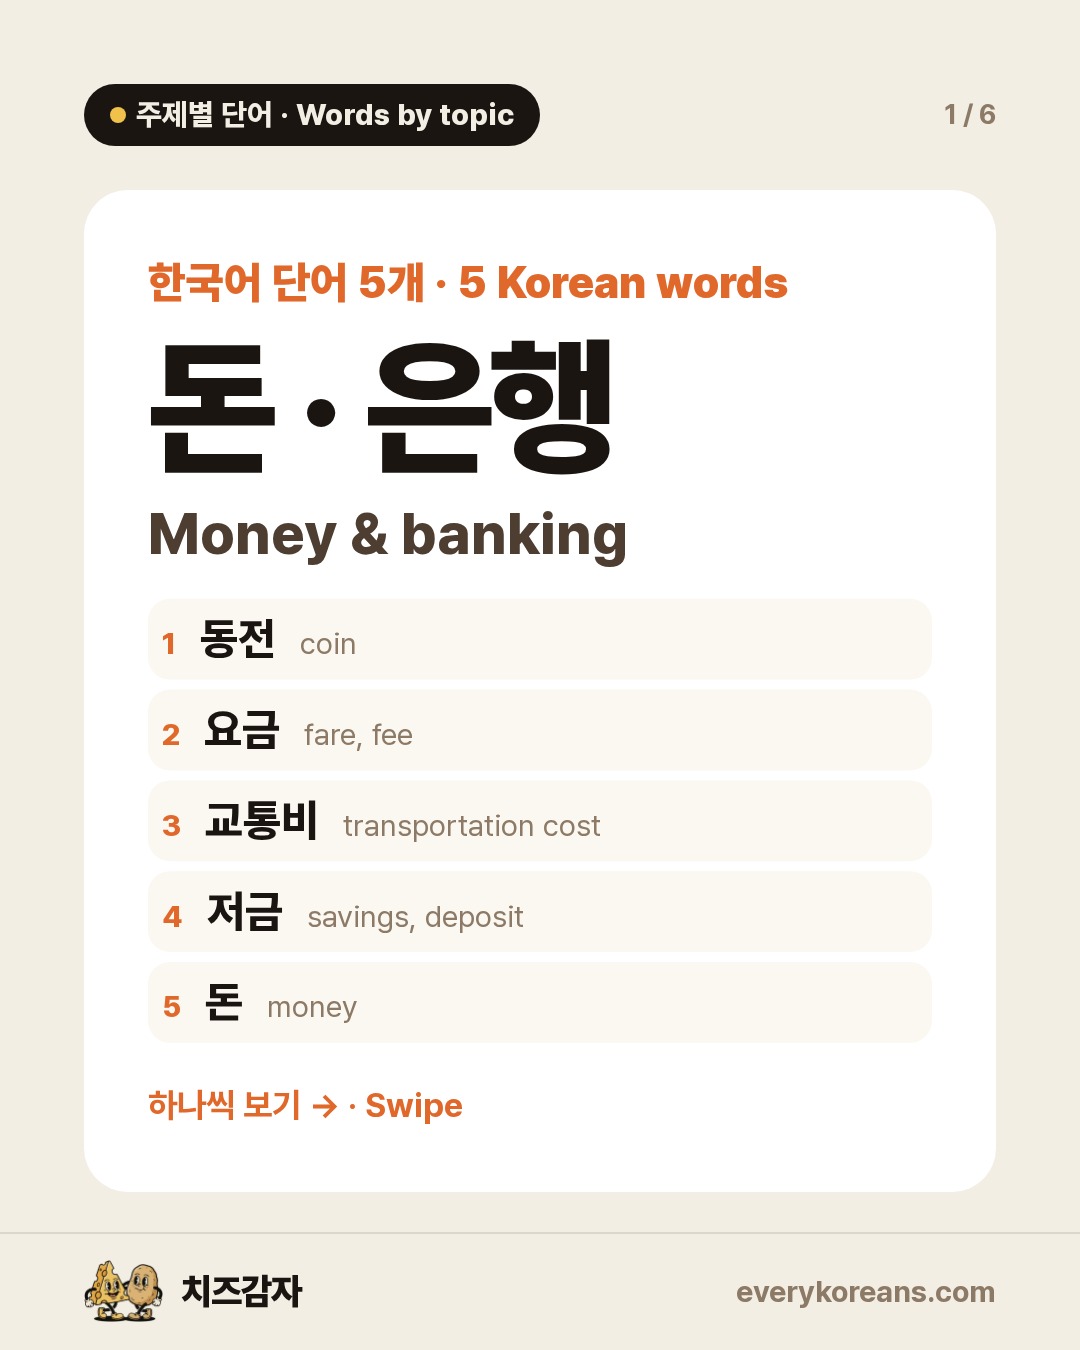 주제별 단어 · Words by topic
1 / 6
한국어 단어 5개 · 5 Korean words
돈 · 은행
Money & banking
1 동전 coin
2 요금 fare, fee
3 교통비 transportation cost
4 저금 savings, deposit
5 돈 money
하나씩 보기 → · Swipe
치즈감자
everykoreans.com